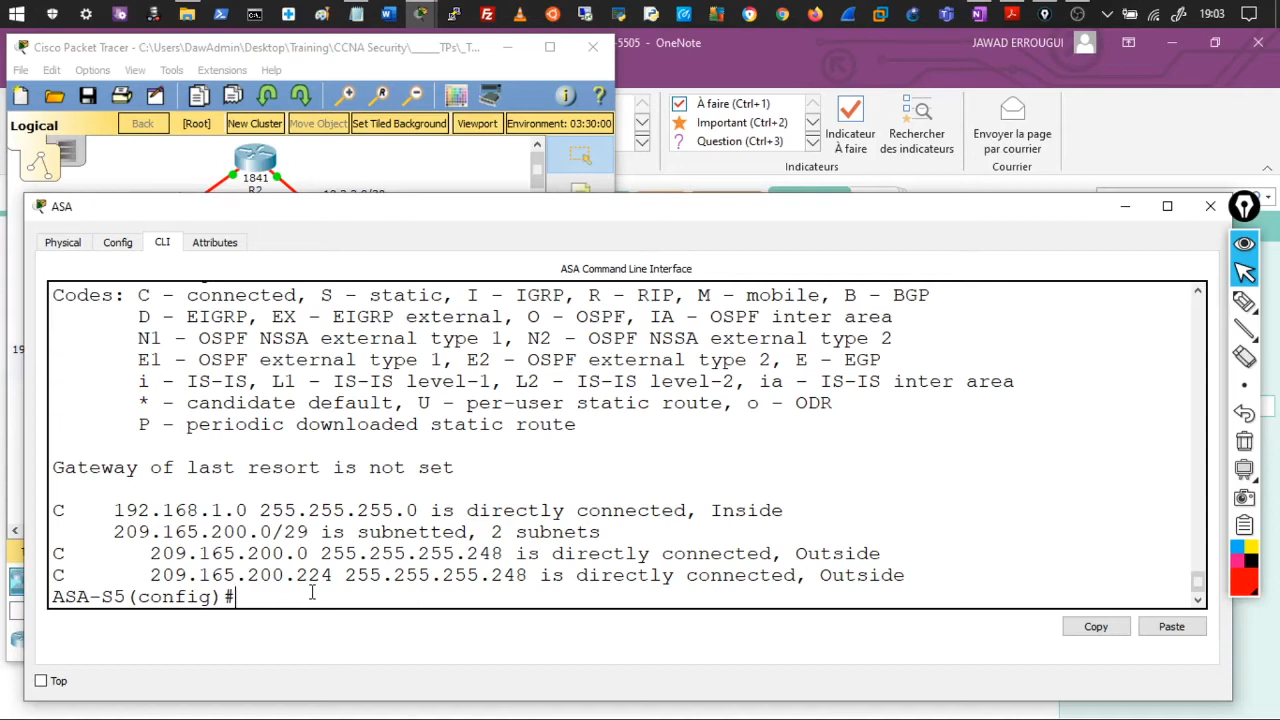 19:03
Cisco Packet Tracer - C:\Users\DawAdmin\Desktop\Training\CCNA Security\_____TPs\_T...
-5505 - OneNote
JAWAD ERROUGUI
File Edit Options View Tools Extensions Help
Logical
Back
[Root]
New Cluster
Move Object
Set Tiled Background
Viewport
Environment: 03:30:00
À faire (Ctrl+1)
Important (Ctrl+2)
Question (Ctrl+3)
Indicateur
À faire
Rechercher
des indicateurs
Envoyer la page
par courrier
Indicateurs
Courrier
1841
R2
ASA
Physical Config CLI Attributes
ASA Command Line Interface
Codes: C - connected, S - static, I - IGRP, R - RIP, M - mobile, B - BGP
D - EIGRP, EX - EIGRP external, O - OSPF, IA - OSPF inter area
N1 - OSPF NSSA external type 1, N2 - OSPF NSSA external type 2
E1 - OSPF external type 1, E2 - OSPF external type 2, E - EGP
i - IS-IS, L1 - IS-IS level-1, L2 - IS-IS level-2, ia - IS-IS inter area
* - candidate default, U - per-user static route, o - ODR
P - periodic downloaded static route
Gateway of last resort is not set
C 192.168.1.0 255.255.255.0 is directly connected, Inside
209.165.200.0/29 is subnetted, 2 subnets
C 209.165.200.0 255.255.255.248 is directly connected, Outside
C 209.165.200.224 255.255.255.248 is directly connected, Outside
ASA-S5(config)#
19
Copy
Paste
Top